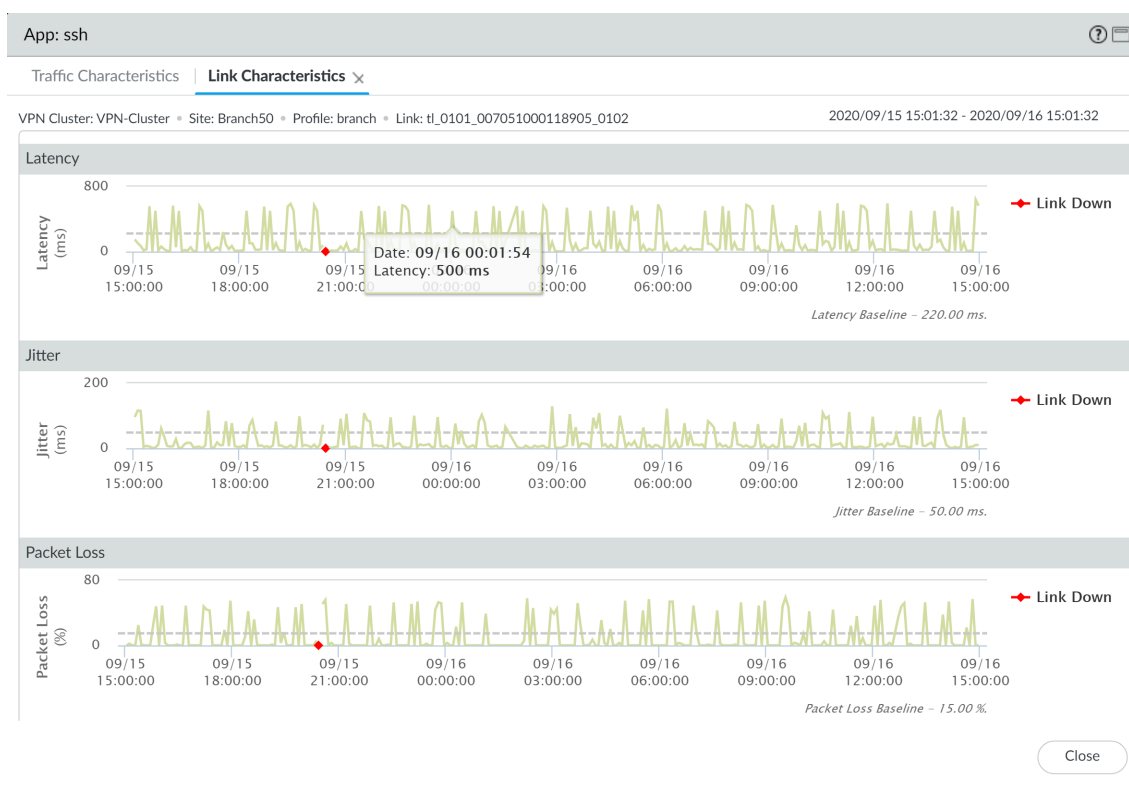 App: ssh
Traffic Characteristics
Link Characteristics
VPN Cluster: VPN-Cluster • Site: Branch50 • Profile: branch • Link: tl_0101_007051000118905_0102
2020/09/15 15:01:32 - 2020/09/16 15:01:32
Latency
Latency
(ms)
800
0
Link Down
Date: 09/16 00:01:54
Latency: 500 ms
09/15 09/15 09/15 09/16 09/16 09/16 09/16 09/16
15:00:00 18:00:00 21:00:00 00:00:00 03:00:00 06:00:00 09:00:00 12:00:00 15:00:00
Latency Baseline – 220.00 ms.
Jitter
Jitter
(ms)
200
0
Link Down
09/15 09/15 09/15 09/16 09/16 09/16 09/16 09/16 09/16
15:00:00 18:00:00 21:00:00 00:00:00 03:00:00 06:00:00 09:00:00 12:00:00 15:00:00
Jitter Baseline – 50.00 ms.
Packet Loss
Packet Loss
(%)
80
0
Link Down
09/15 09/15 09/15 09/16 09/16 09/16 09/16 09/16 09/16
15:00:00 18:00:00 21:00:00 00:00:00 03:00:00 06:00:00 09:00:00 12:00:00 15:00:00
Packet Loss Baseline – 15.00 %.
Close